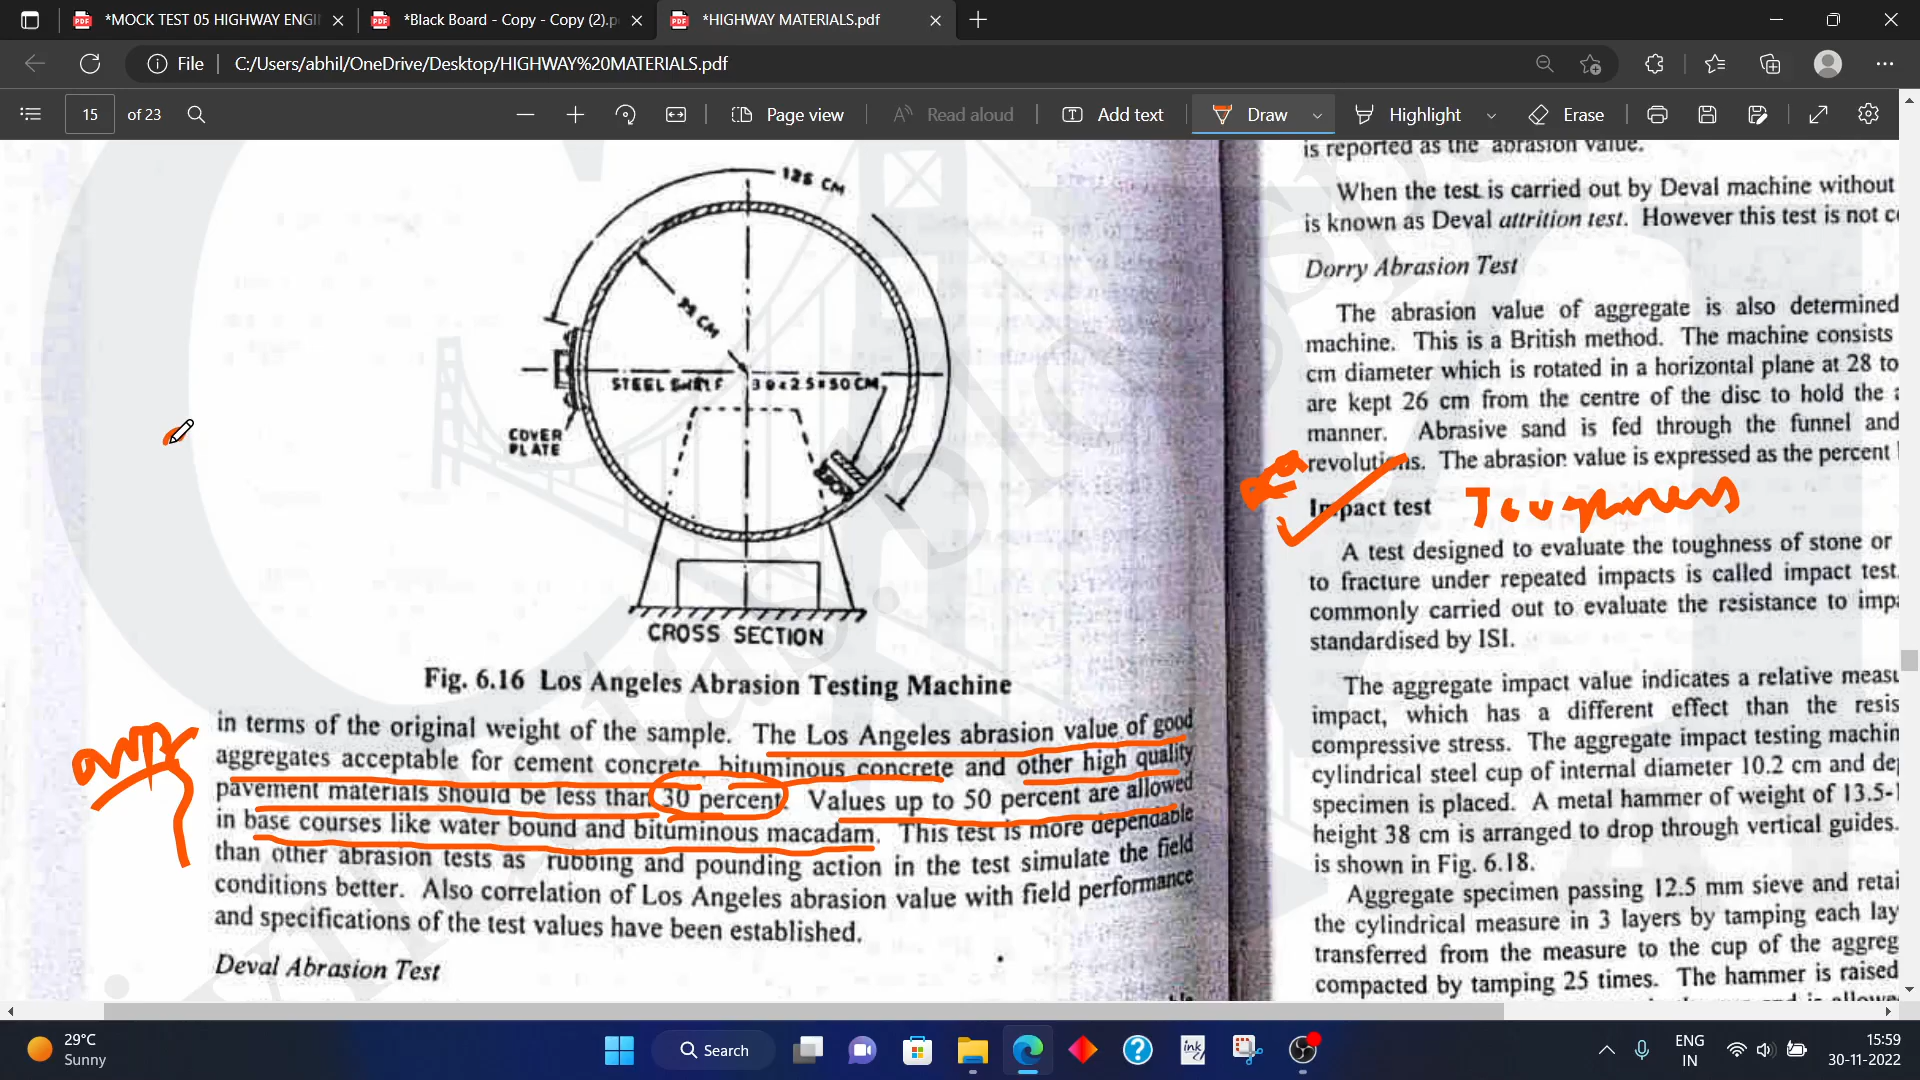 *MOCK TEST 05 HIGHWAY ENGI
*Black Board - Copy - Copy (2).p
*HIGHWAY MATERIALS.pdf
File
C:/Users/abhil/OneDrive/Desktop/HIGHWAY%20MATERIALS.pdf
15 of 23
Page view
Read aloud
Add text
Draw
Highlight
Erase
125 CM
35 CM
STEEL SHELF
COVER
PLATE
CROSS SECTION
Fig. 6.16 Los Angeles Abrasion Testing Machine
in terms of the original weight of the sample. The Los Angeles abrasion value of good
aggregates acceptable for cement concrete, bituminous concrete and other high quality
pavement materials should be less than 30 percent. Values up to 50 percent are allowed
in base courses like water bound and bituminous macadam. This test is more dependable
than other abrasion tests as rubbing and pounding action in the test simulate the field
conditions better. Also correlation of Los Angeles abrasion value with field performance
and specifications of the test values have been established.
Deval Abrasion Test
is reported as the abrasion value.
When the test is carried out by Deval machine without
is known as Deval attrition test. However this test is not c
Dorry Abrasion Test
The abrasion value of aggregate is also determined
machine. This is a British method. The machine consists
cm diameter which is rotated in a horizontal plane at 28 to
are kept 26 cm from the centre of the disc to hold the a
manner. Abrasive sand is fed through the funnel and
revolutions. The abrasion value is expressed as the percent
Impact test
Toughness
A test designed to evaluate the toughness of stone or
to fracture under repeated impacts is called impact test.
commonly carried out to evaluate the resistance to impa
standardised by ISI.
The aggregate impact value indicates a relative measu
impact, which has a different effect than the resis
compressive stress. The aggregate impact testing machin
cylindrical steel cup of internal diameter 10.2 cm and dep
specimen is placed. A metal hammer of weight of 13.5-1
height 38 cm is arranged to drop through vertical guides.
is shown in Fig. 6.18.
Aggregate specimen passing 12.5 mm sieve and retai
the cylindrical measure in 3 layers by tamping each lay
transferred from the measure to the cup of the aggreg
compacted by tamping 25 times. The hammer is raised
29°C
Sunny
Search
ENG
IN
15:59
30-11-2022